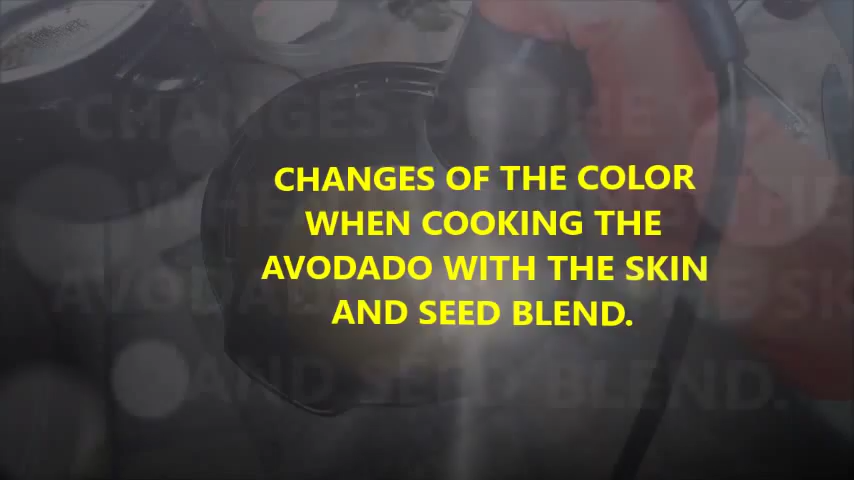 CHANGES OF THE COLOR
WHEN COOKING THE
AVODADO WITH THE SKIN
AND SEED BLEND.